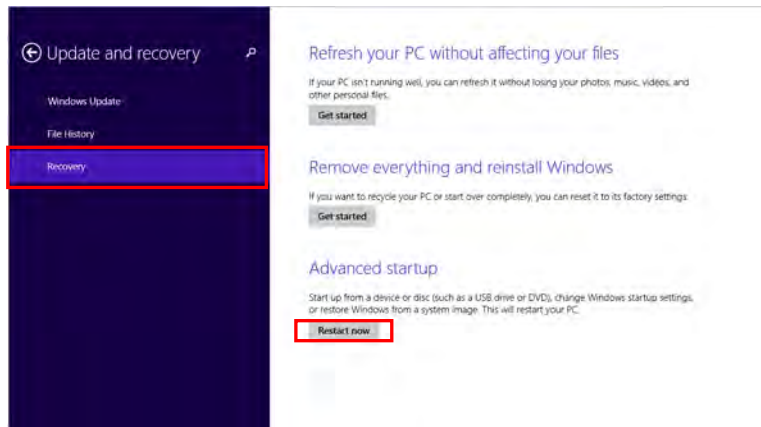 Update and recovery
Windows Update
File History
Recovery
Refresh your PC without affecting your files
If your PC isn't running well, you can refresh it without losing your photos, music, videos, and
other personal files.
Get started
Remove everything and reinstall Windows
If you want to recycle your PC or start over completely, you can reset it to its factory settings.
Get started
Advanced startup
Start up from a device or disc (such as a USB drive or DVD), change Windows startup settings,
or restore Windows from a system image. This will restart your PC.
Restart now